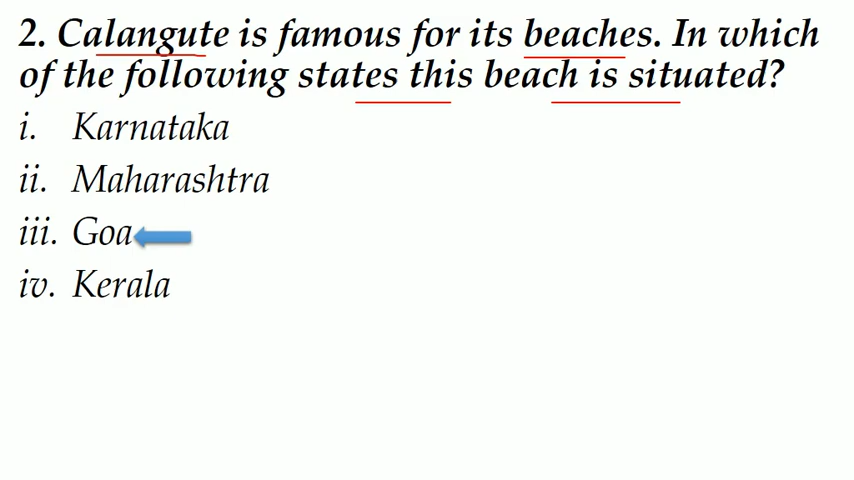 2. Calangute is famous for its beaches. In which
of the following states this beach is situated?
i. Karnataka
ii. Maharashtra
iii. Goa
iv. Kerala